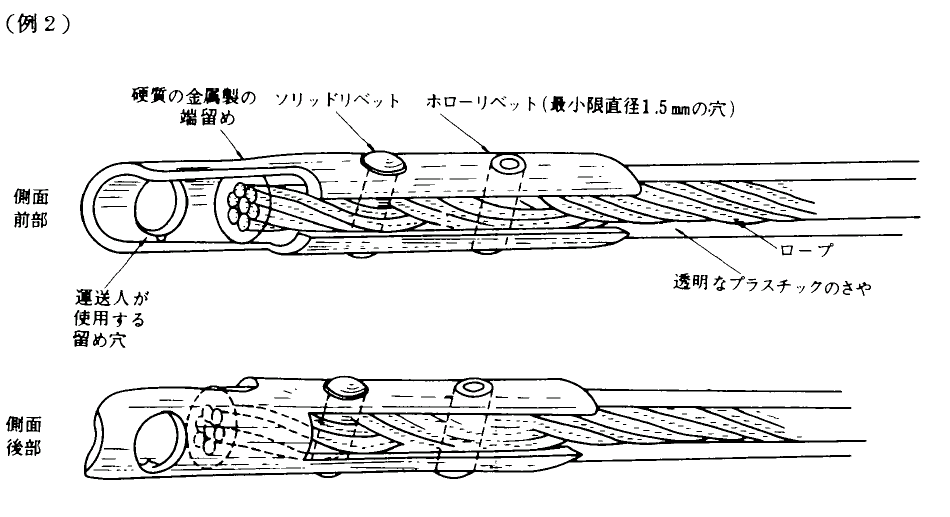 （例２）
硬質の金属製の
端留め
ソリッドリベット
ホローリベット（最小限直径1.5㎜の穴）
側面
前部
ロープ
透明なプラスチックのさや
運送人が
使用する
留め穴
側面
後部